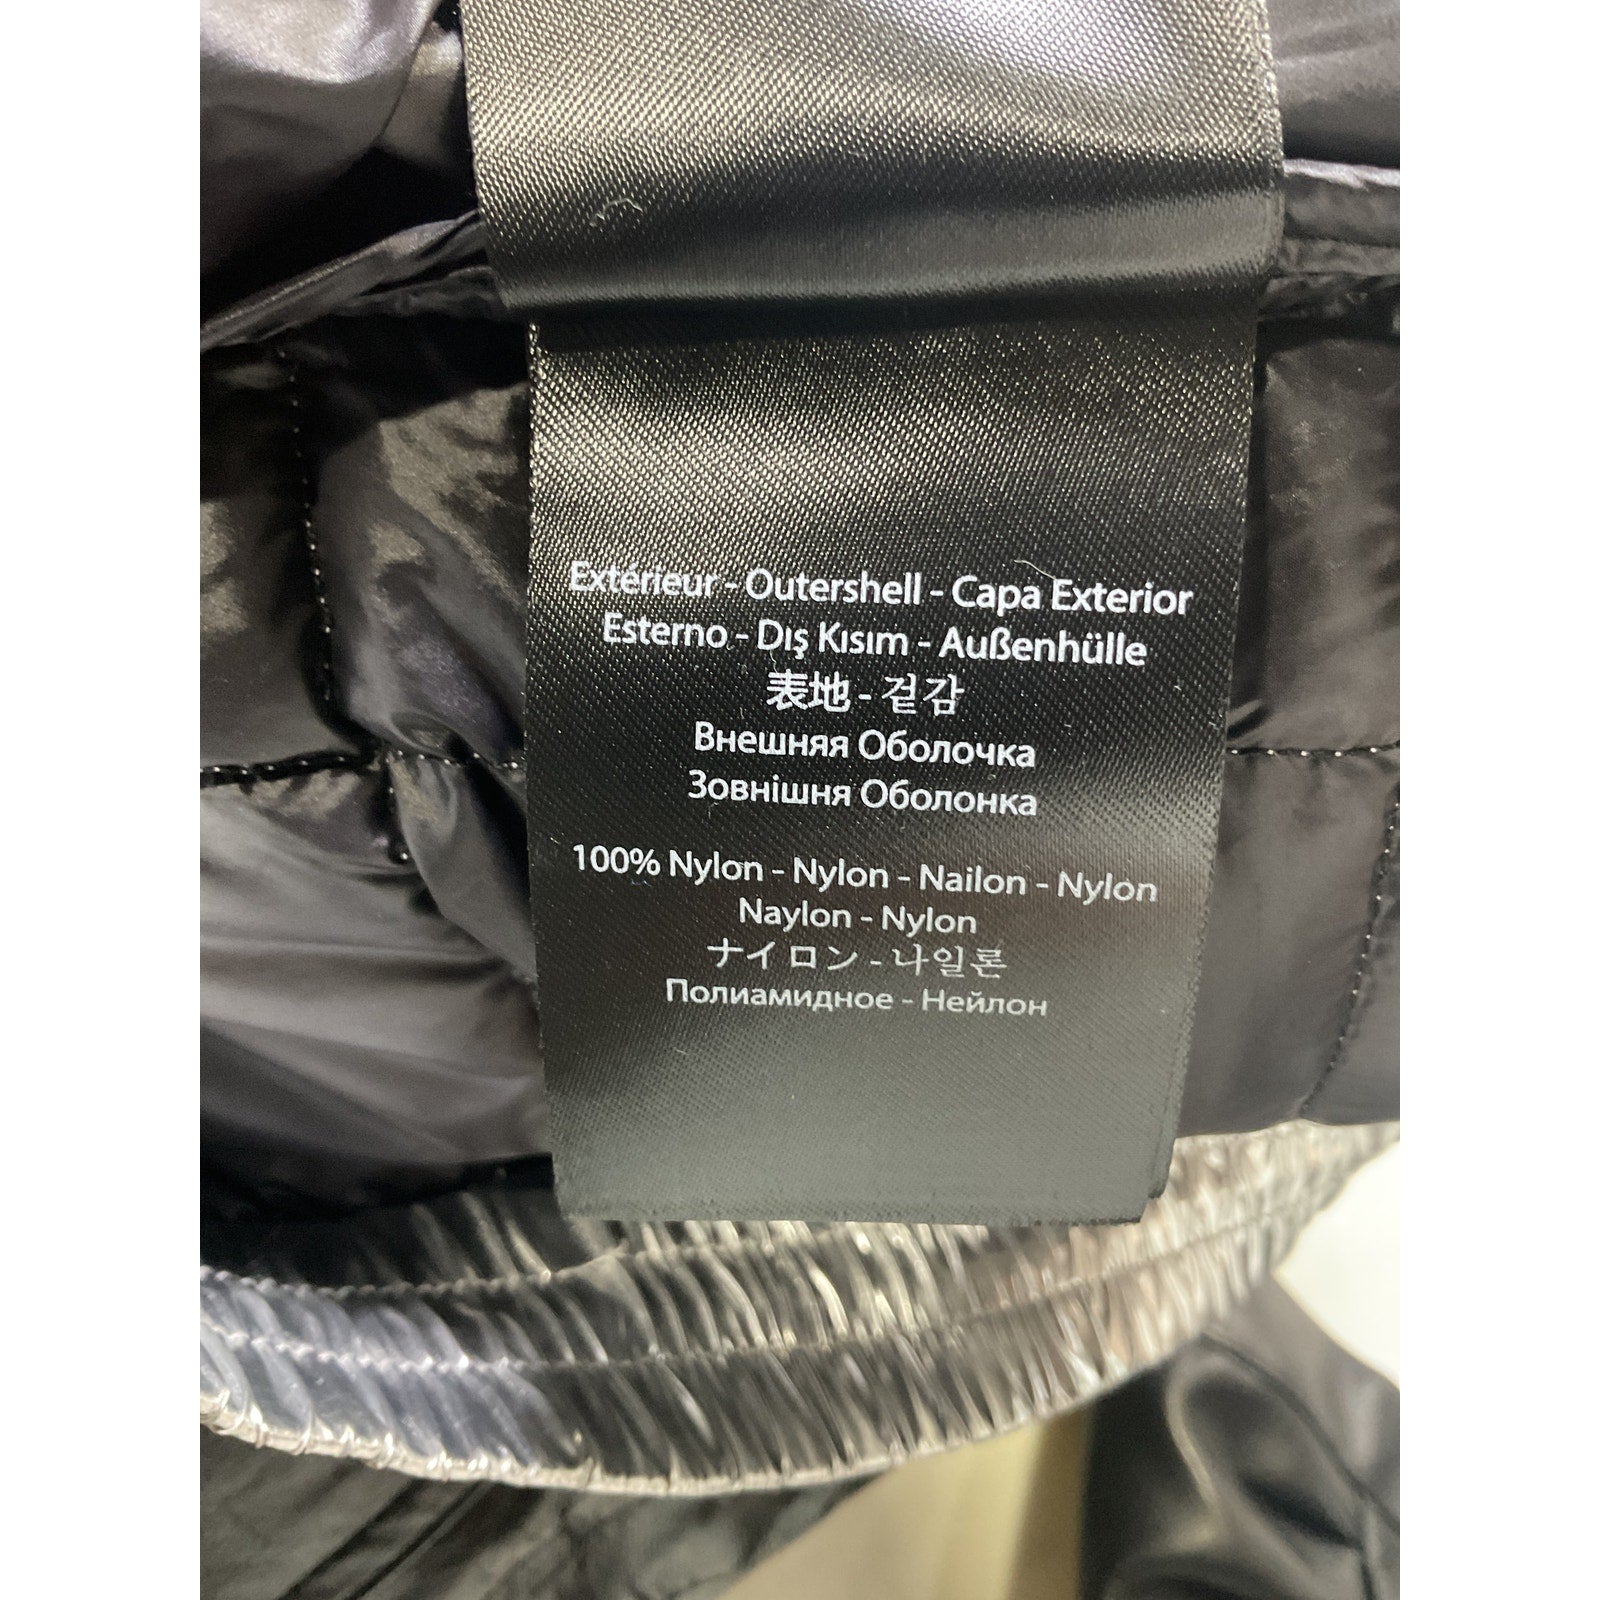 Extérieur - Outershell - Capa Exterior
Esterno - Dış Kısım - Außenhülle
表地 - 겉감
Внешняя Оболочка
Зовнішня Оболонка
100% Nylon - Nylon - Nailon - Nylon
Naylon - Nylon
ナイロン - 나일론
Полиамидное - Нейлон